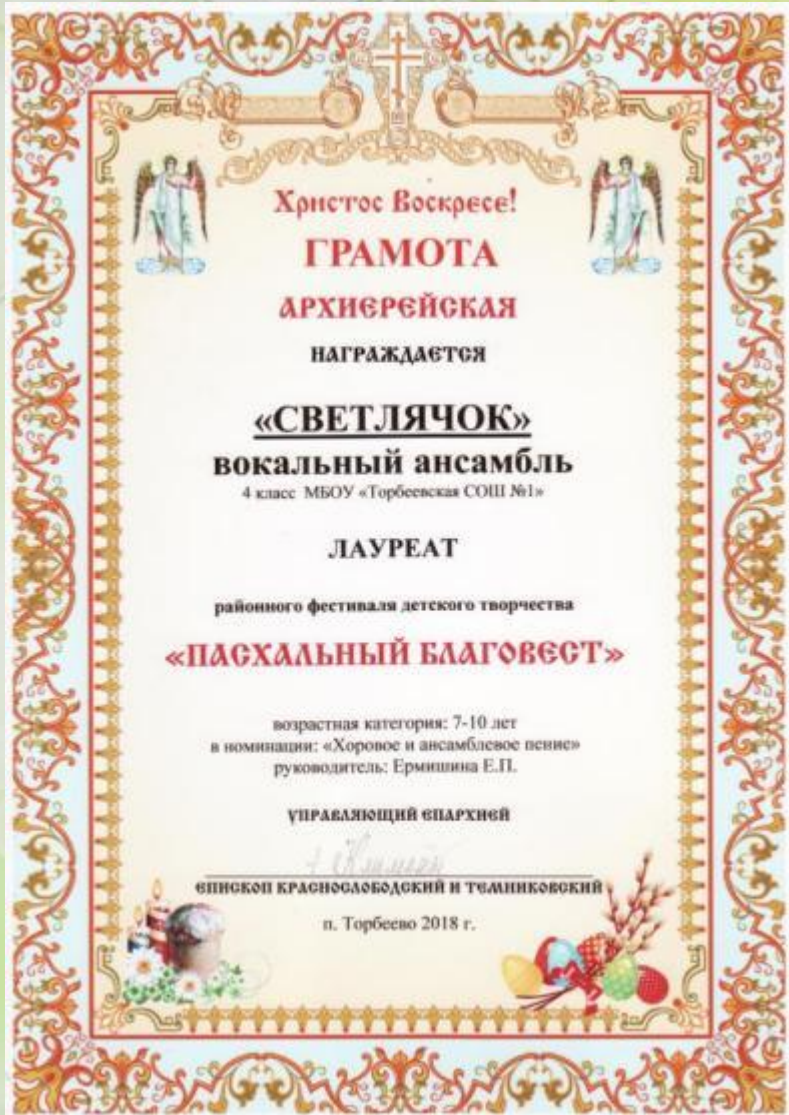 Христос Воскресе!
ГРАМОТА
АРХИЕРЕЙСКАЯ
НАГРАЖДАЕТСЯ
«СВЕТЛЯЧОК»
вокальный ансамбль
4 класс МБОУ «Торбеевская СОШ №1»
ЛАУРЕАТ
районного фестиваля детского творчества
«ПАСХАЛЬНЫЙ БЛАГОВЕСТ»
возрастная категория: 7-10 лет
в номинации: «Хоровое и ансамблевое пение»
руководитель: Ермишина Е.П.
УПРАВЛЯЮЩИЙ ЕПАРХИЕЙ
ЕПИСКОП КРАСНОСЛОБОДСКИЙ И ТЕМНИКОВСКИЙ
п. Торбеево 2018 г.